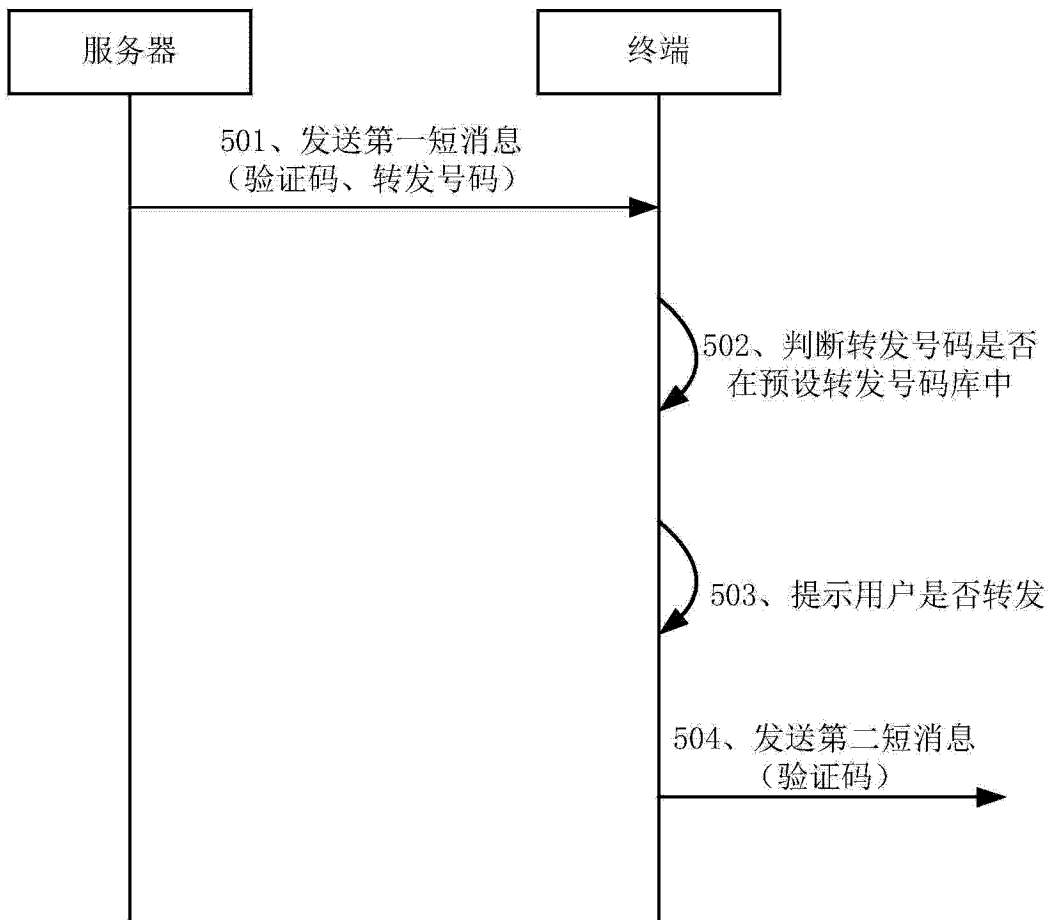 服务器
终端
501、发送第一短消息
（验证码、转发号码）
502、判断转发号码是否
在预设转发号码库中
503、提示用户是否转发
504、发送第二短消息
（验证码）